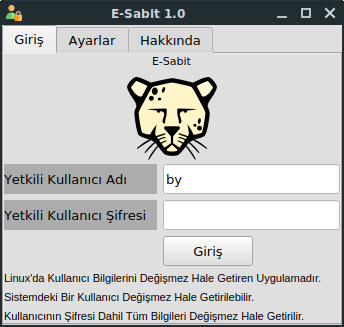 E-Sabit 1.0
Giriş
Ayarlar
Hakkında
E-Sabit
Yetkili Kullanıcı Adı
by
Yetkili Kullanıcı Şifresi
Giriş
Linux'da Kullanıcı Bilgilerini Değişmez Hale Getiren Uygulamadır.
Sistemdeki Bir Kullanıcı Değişmez Hale Getirilebilir.
Kullanıcının Şifresi Dahil Tüm Bilgileri Değişmez Hale Getirilir.